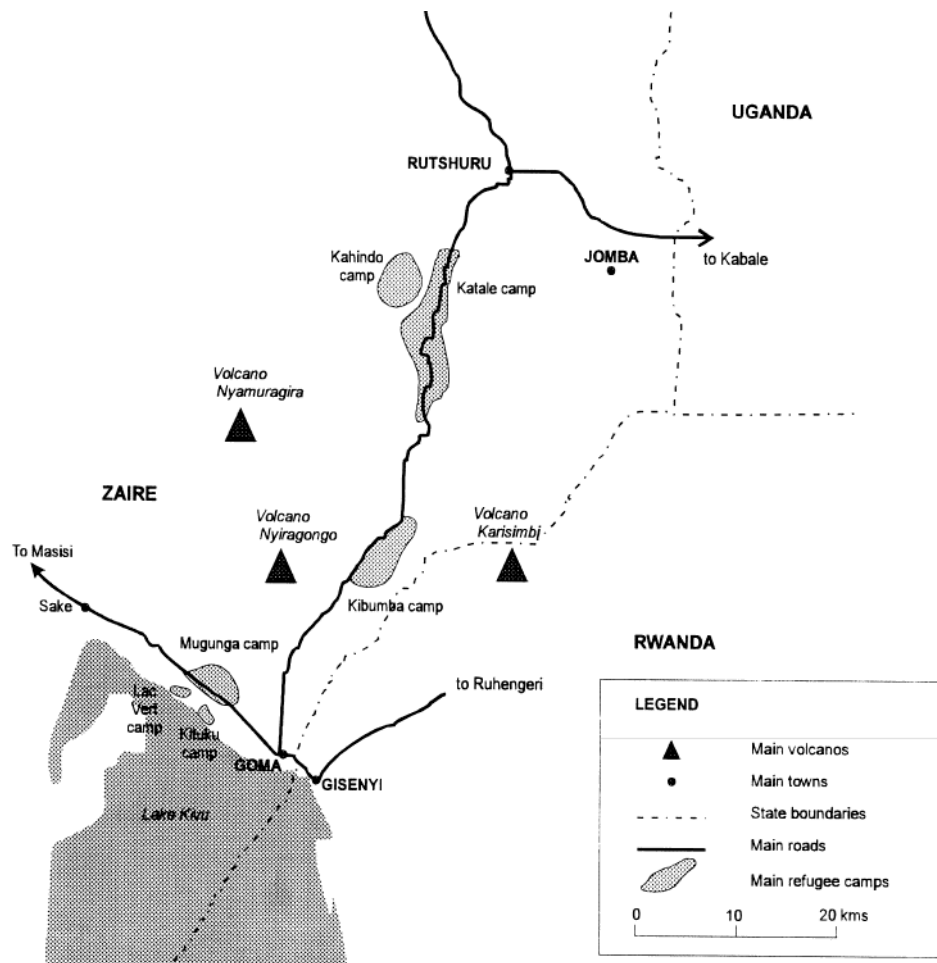 UGANDA
RUTSHURU
Kahindo
camp
JOMBA
to Kabale
Katale camp
Volcano
Nyamuragira
ZAIRE
Volcano
Nyiragongo
Volcano
Karisimbi
To Masisi
Sake
Kibumba camp
Mugunga camp
RWANDA
to Ruhengeri
Lac
Vert
camp
Kituku
camp
GOMA
GISENYI
Lake Kivu
LEGEND
Main volcanos
Main towns
State boundaries
Main roads
Main refugee camps
0 10 20 kms